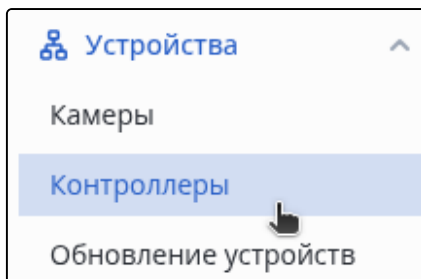 Устройства
Камеры
Контроллеры
Обновление устройств